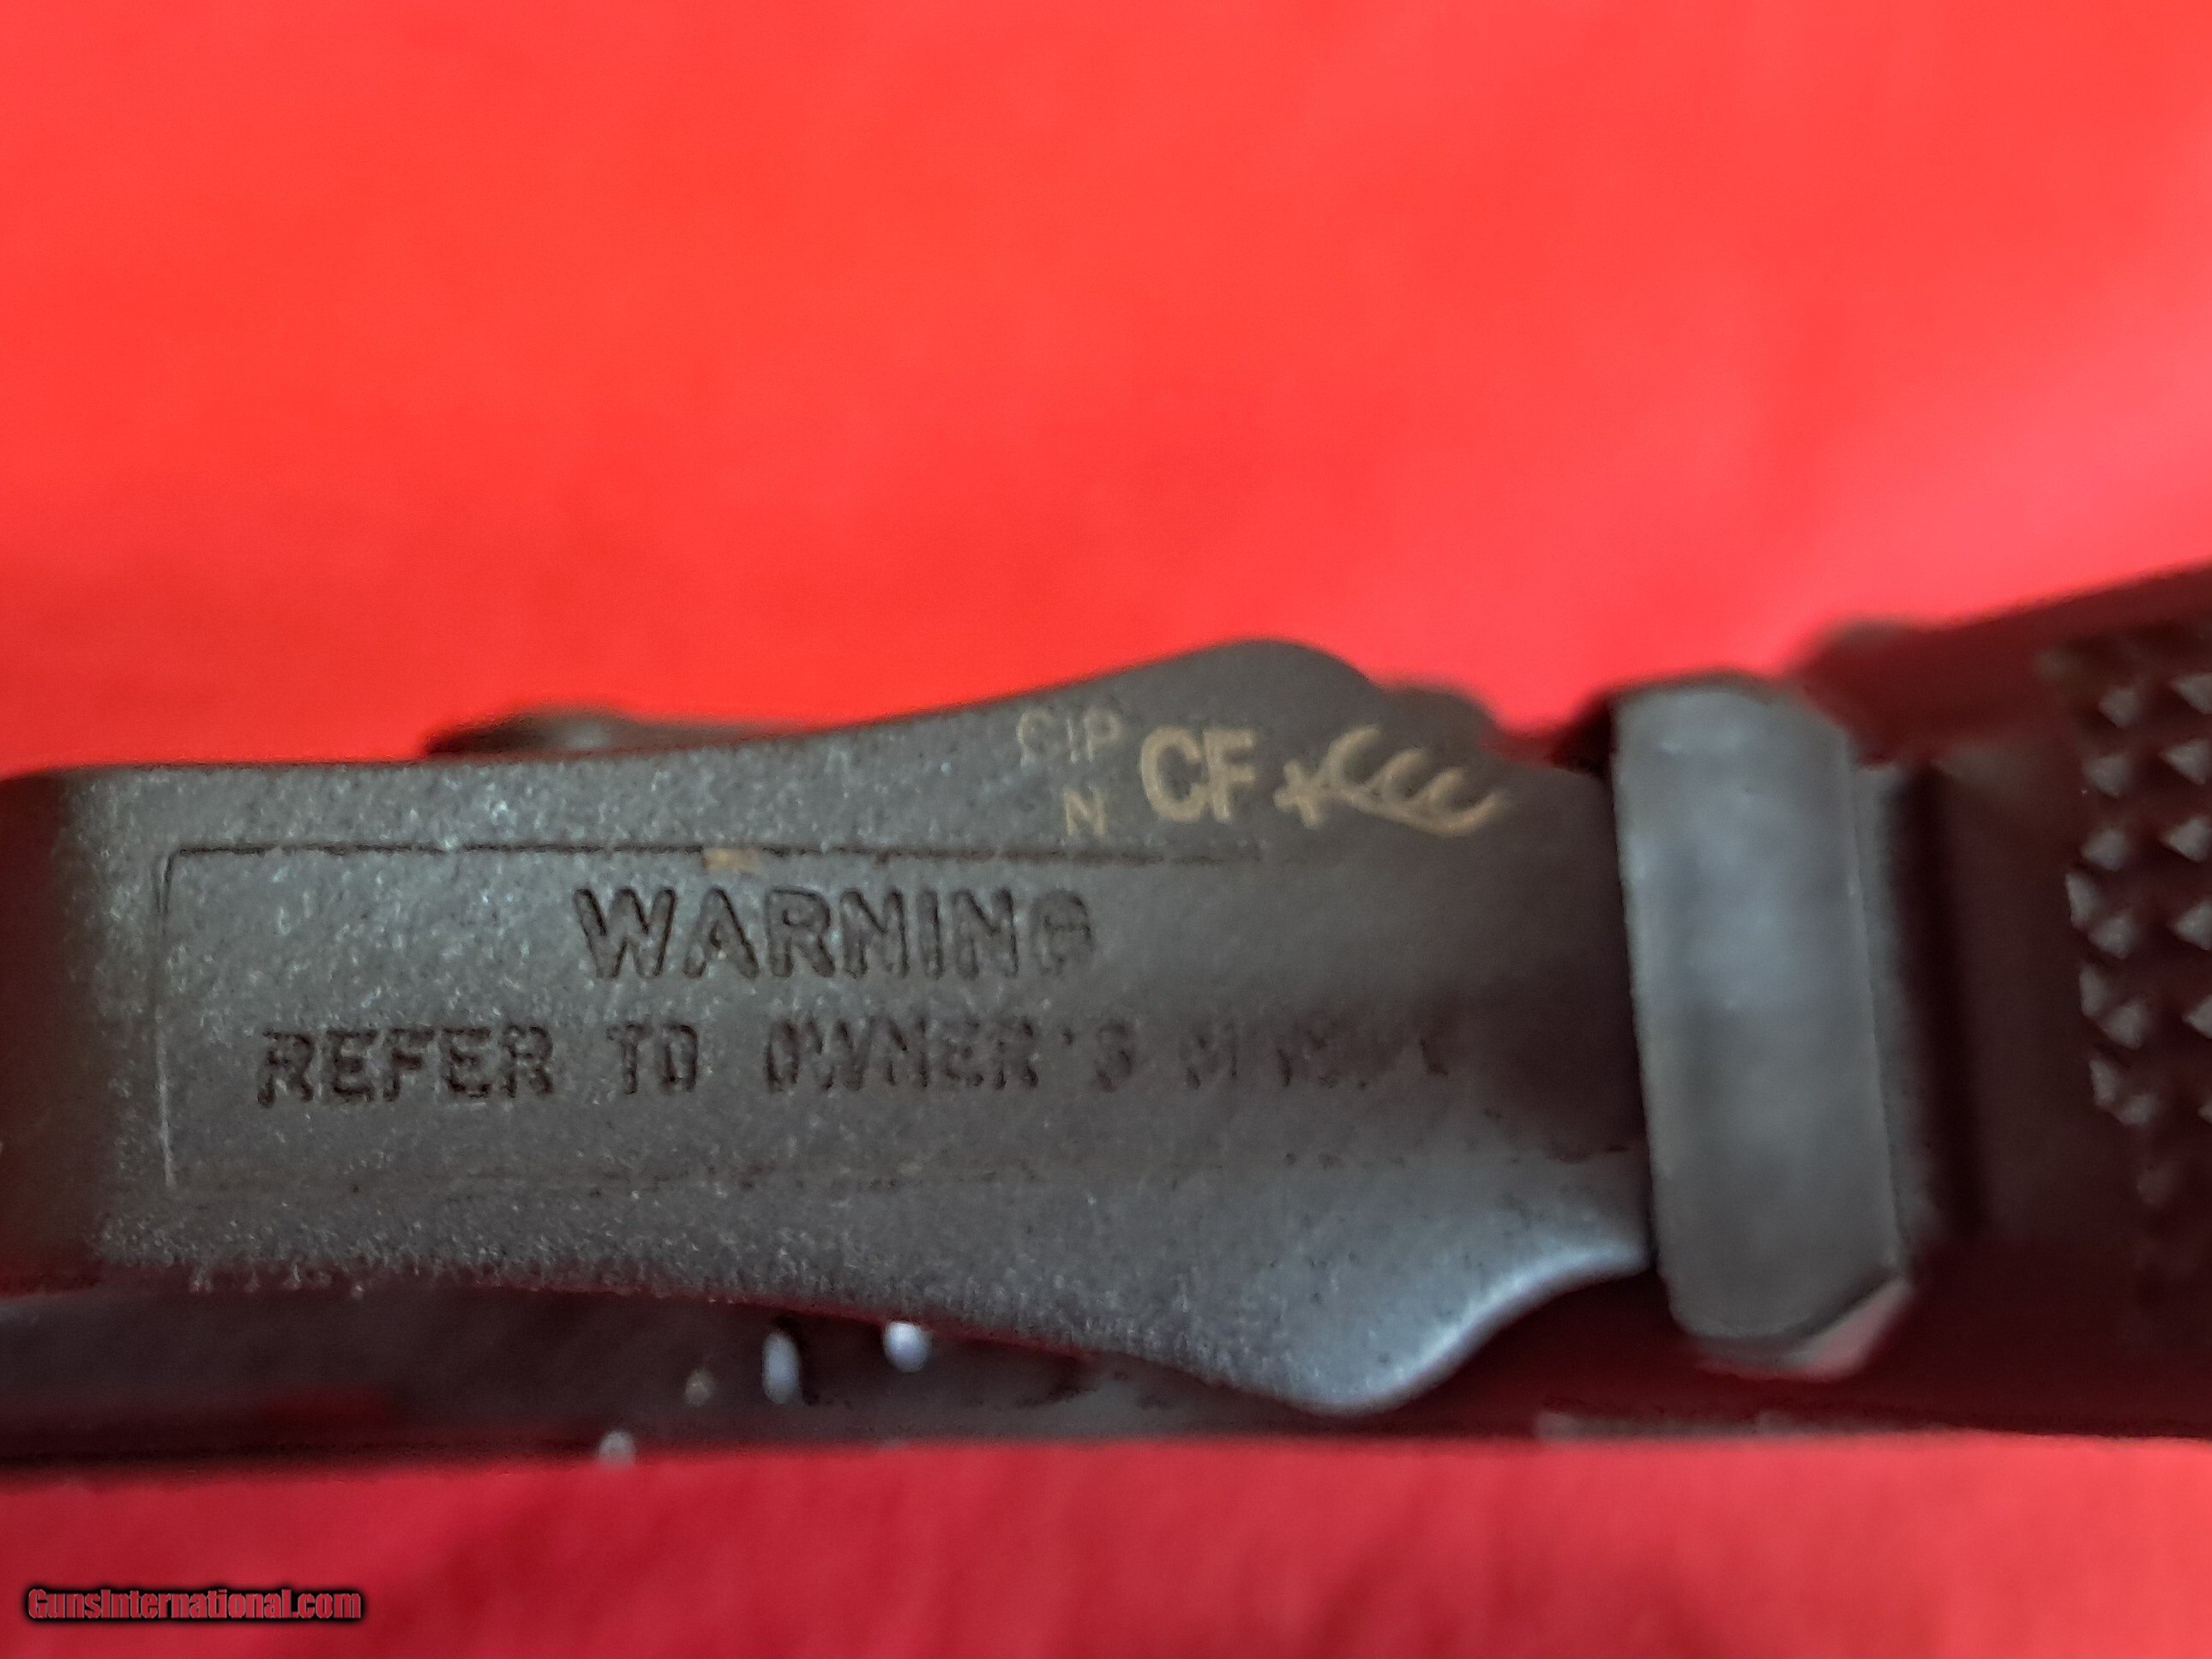 CIP
N CF
WARNING
REFER TO OWNER'S
GunsInternational.com